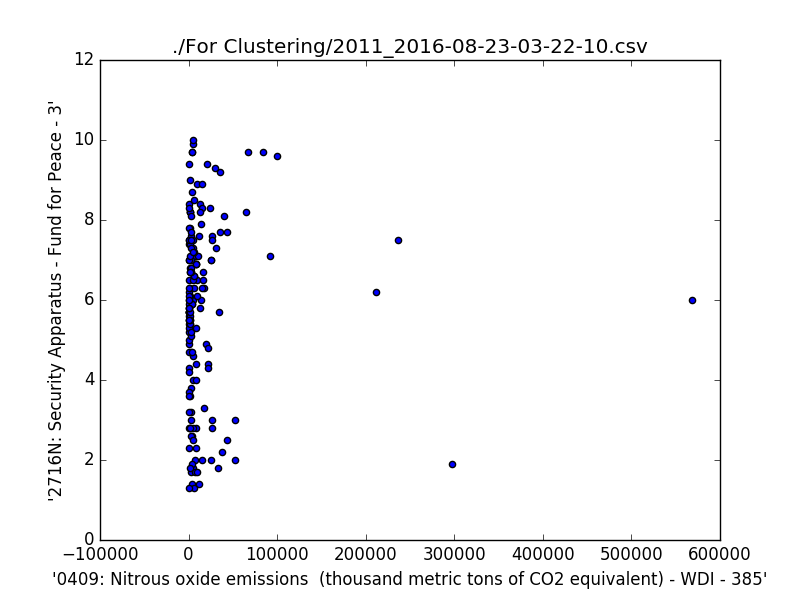 ./For Clustering/2011_2016-08-23-03-22-10.csv
12
10
8
6
4
2
0
'2716N: Security Apparatus - Fund for Peace - 3'
−100000 0 100000 200000 300000 400000 500000 600000
'0409: Nitrous oxide emissions  (thousand metric tons of CO2 equivalent) - WDI - 385'